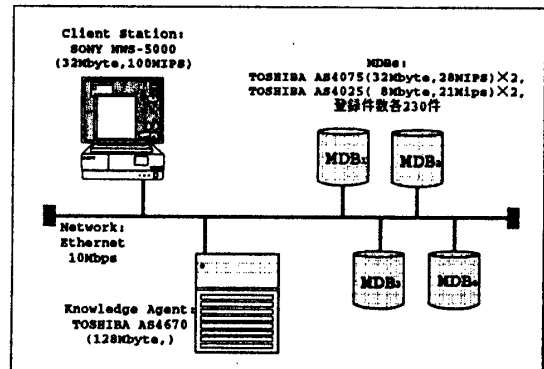 Client Station:
SONY NWS-5000
(32Mbyte,100MIPS)
MDBs:
TOSHIBA AS4075(32Mbyte,28MIPS)×2,
TOSHIBA AS4025( 8Mbyte,21Mips)×2,
登録件数各230件
MDB1
MDB2
Network:
Ethernet
10Mbps
MDB3
MDB4
Knowledge Agent:
TOSHIBA AS4670
(128Mbyte,)